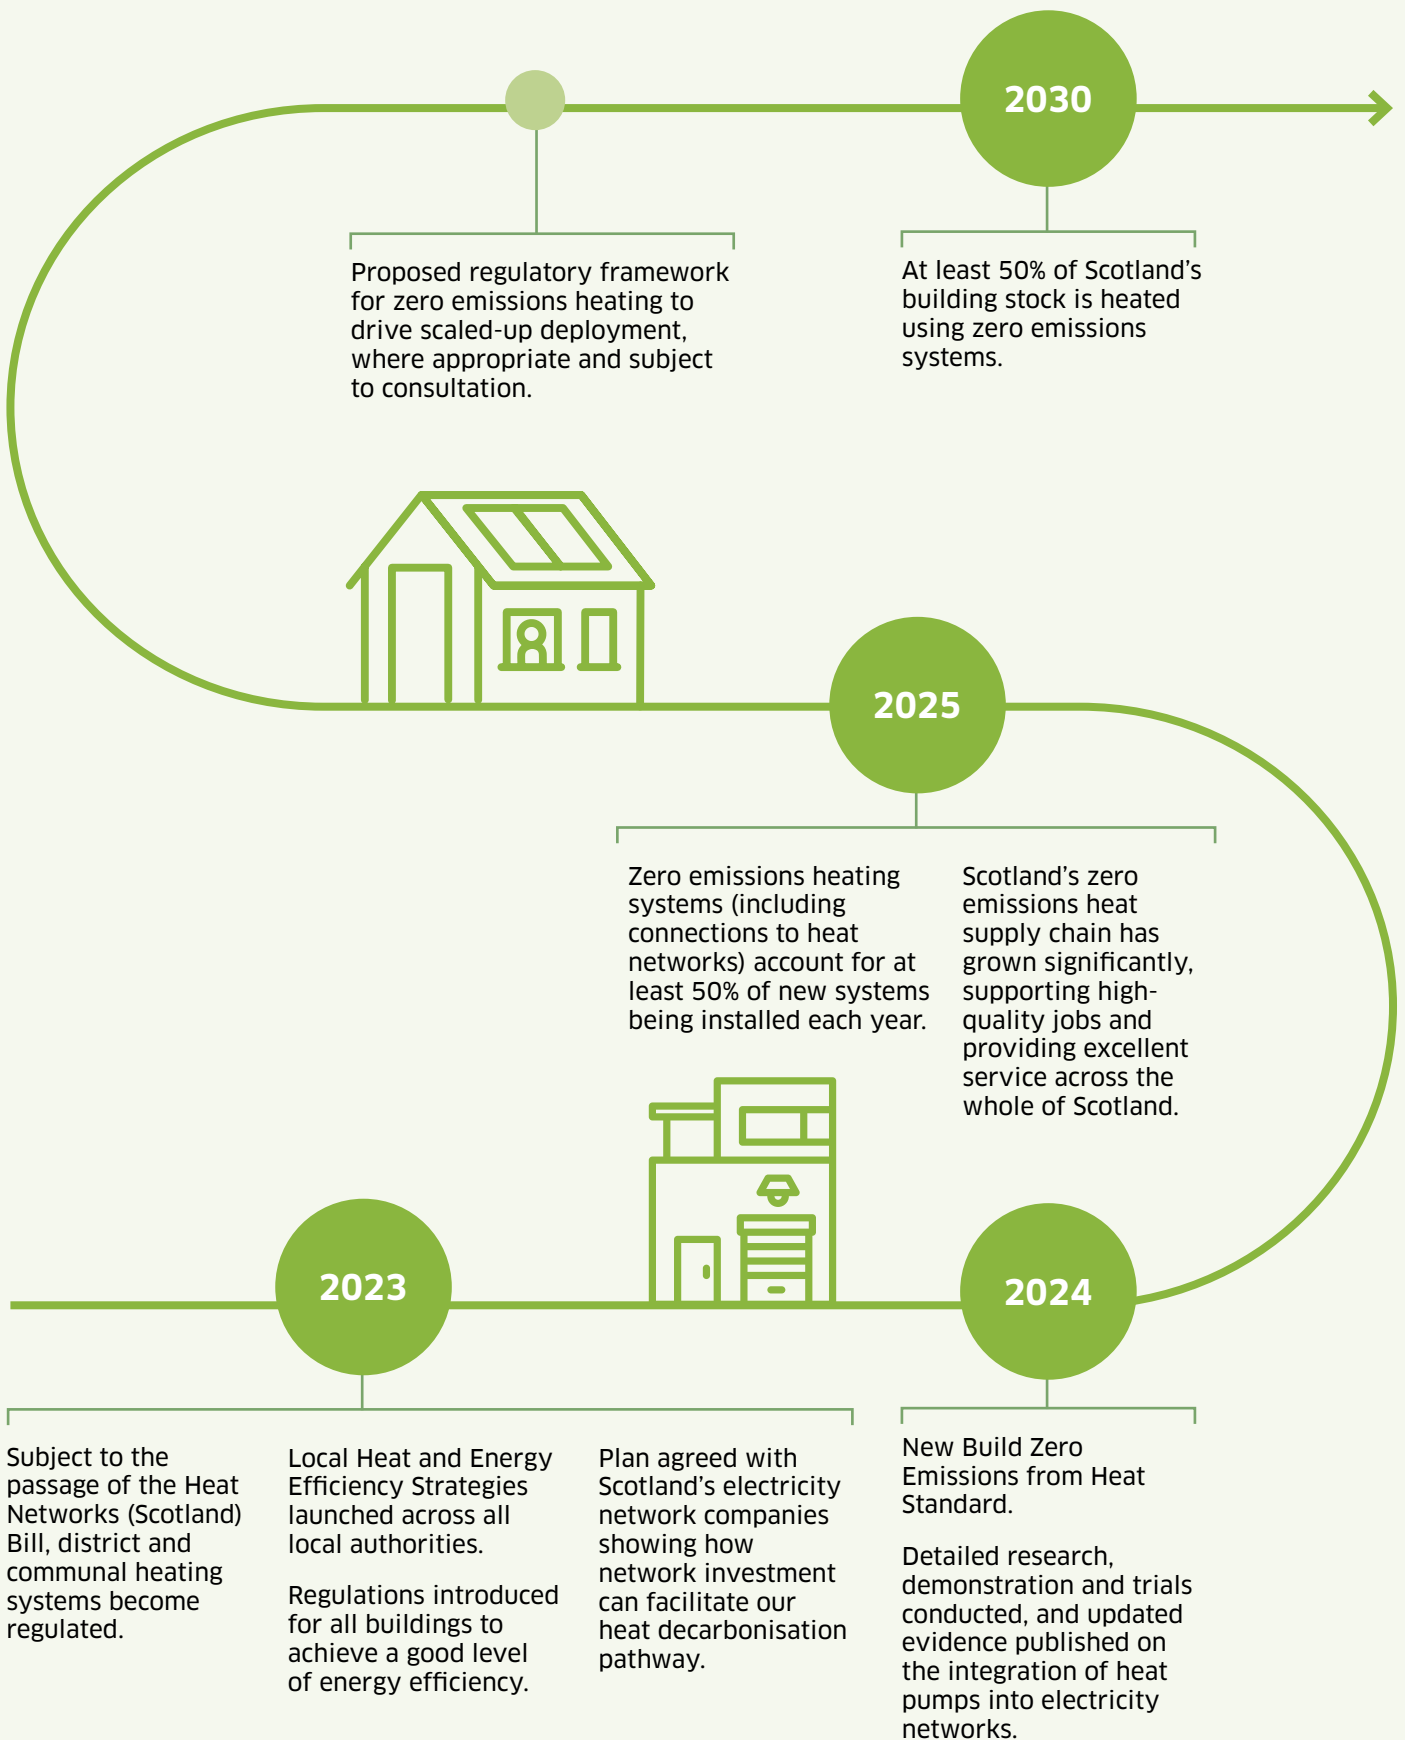 2030
Proposed regulatory framework
for zero emissions heating to
drive scaled-up deployment,
where appropriate and subject
to consultation.
At least 50% of Scotland’s
building stock is heated
using zero emissions
systems.
2025
Zero emissions heating
systems (including
connections to heat
networks) account for at
least 50% of new systems
being installed each year.
Scotland’s zero
emissions heat
supply chain has
grown significantly,
supporting high-
quality jobs and
providing excellent
service across the
whole of Scotland.
2023
2024
Subject to the
passage of the Heat
Networks (Scotland)
Bill, district and
communal heating
systems become
regulated.
Local Heat and Energy
Efficiency Strategies
launched across all
local authorities.
Regulations introduced
for all buildings to
achieve a good level
of energy efficiency.
Plan agreed with
Scotland’s electricity
network companies
showing how
network investment
can facilitate our
heat decarbonisation
pathway.
New Build Zero
Emissions from Heat
Standard.
Detailed research,
demonstration and trials
conducted, and updated
evidence published on
the integration of heat
pumps into electricity
networks.